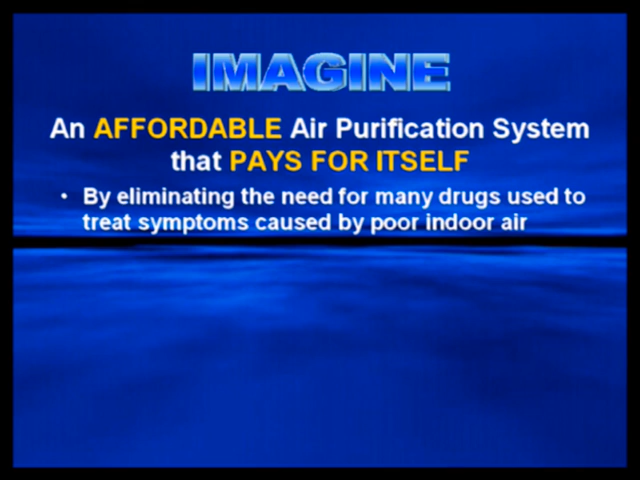 IMAGINE
An AFFORDABLE Air Purification System
that PAYS FOR ITSELF
• By eliminating the need for many drugs used to
treat symptoms caused by poor indoor air